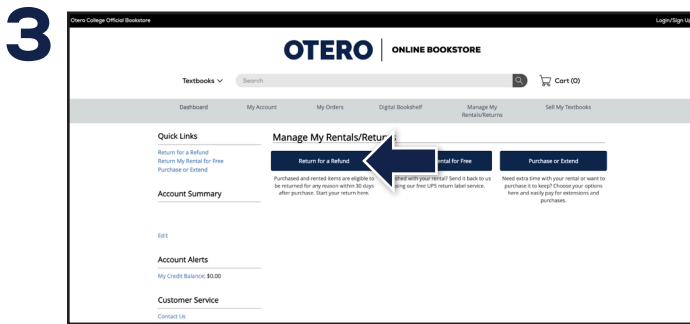 3
Otero College Official Bookstore
Login/Sign Up
OTERO ONLINE BOOKSTORE
Textbooks
Search
Cart (0)
Dashboard
My Account
My Orders
Digital Bookshelf
Manage My
Rentals/Returns
Sell My Textbooks
Quick Links
Return for a Refund
Return My Rental for Free
Purchase or Extend
Account Summary
Edit
Account Alerts
My Credit Balance: $0.00
Customer Service
Contact Us
Manage My Rentals/Returns
Return for a Refund
Purchased and rented items are eligible to
be returned for any reason within 30 days
after purchase. Start your return here.
ental for Free
shed with your rental? Send it back to us
using our free UPS return label service.
Purchase or Extend
Need extra time with your rental or want to
purchase it to keep? Choose your options
here and easily pay for extensions and
purchases.